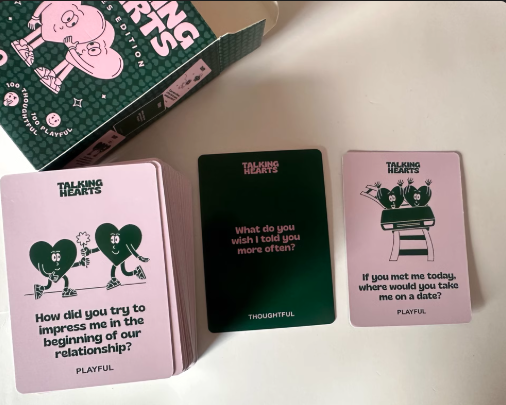 HEARTS
S EDITION
100 THOUGHTFUL
100 PLAYFUL
TALKING
HEARTS
How did you try to
impress me in the
beginning of our
relationship?
PLAYFUL
TALKING
HEARTS
What do you
wish I told you
more often?
THOUGHTFUL
TALKING
HEARTS
If you met me today,
where would you take
me on a date?
PLAYFUL